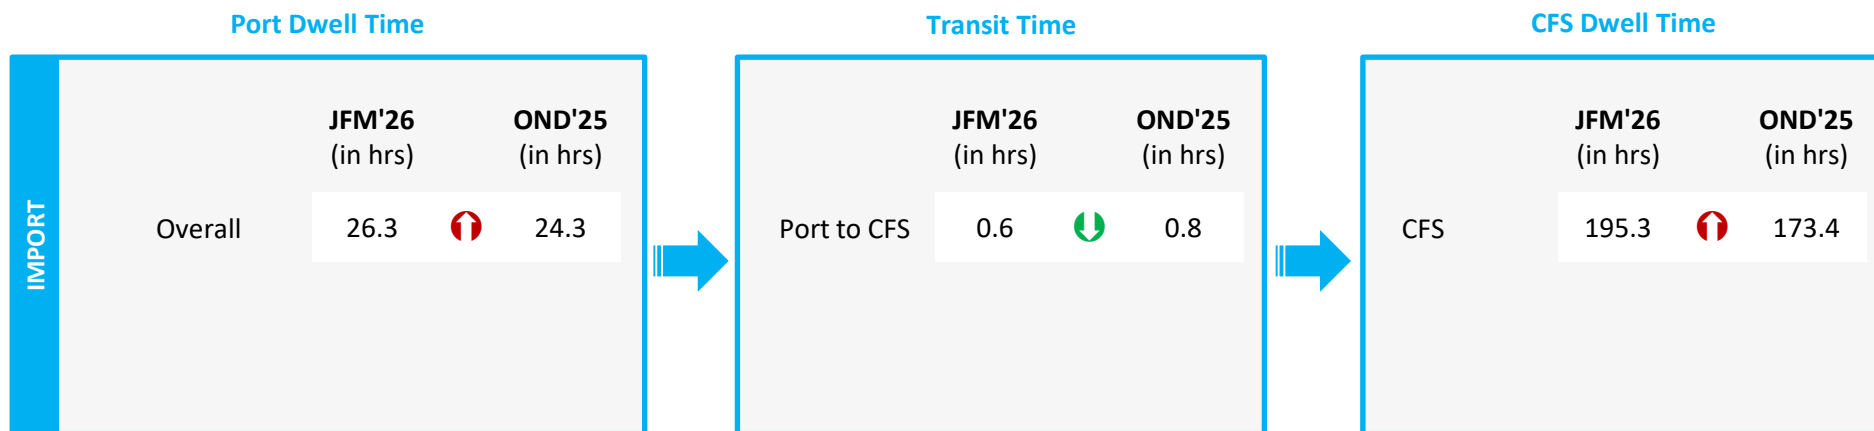 Port Dwell Time
Transit Time
CFS Dwell Time
IMPORT
JFM'26 OND'25
(in hrs) (in hrs)
Overall 26.3 24.3
JFM'26 OND'25
(in hrs) (in hrs)
Port to CFS 0.6 0.8
JFM'26 OND'25
(in hrs) (in hrs)
CFS 195.3 173.4